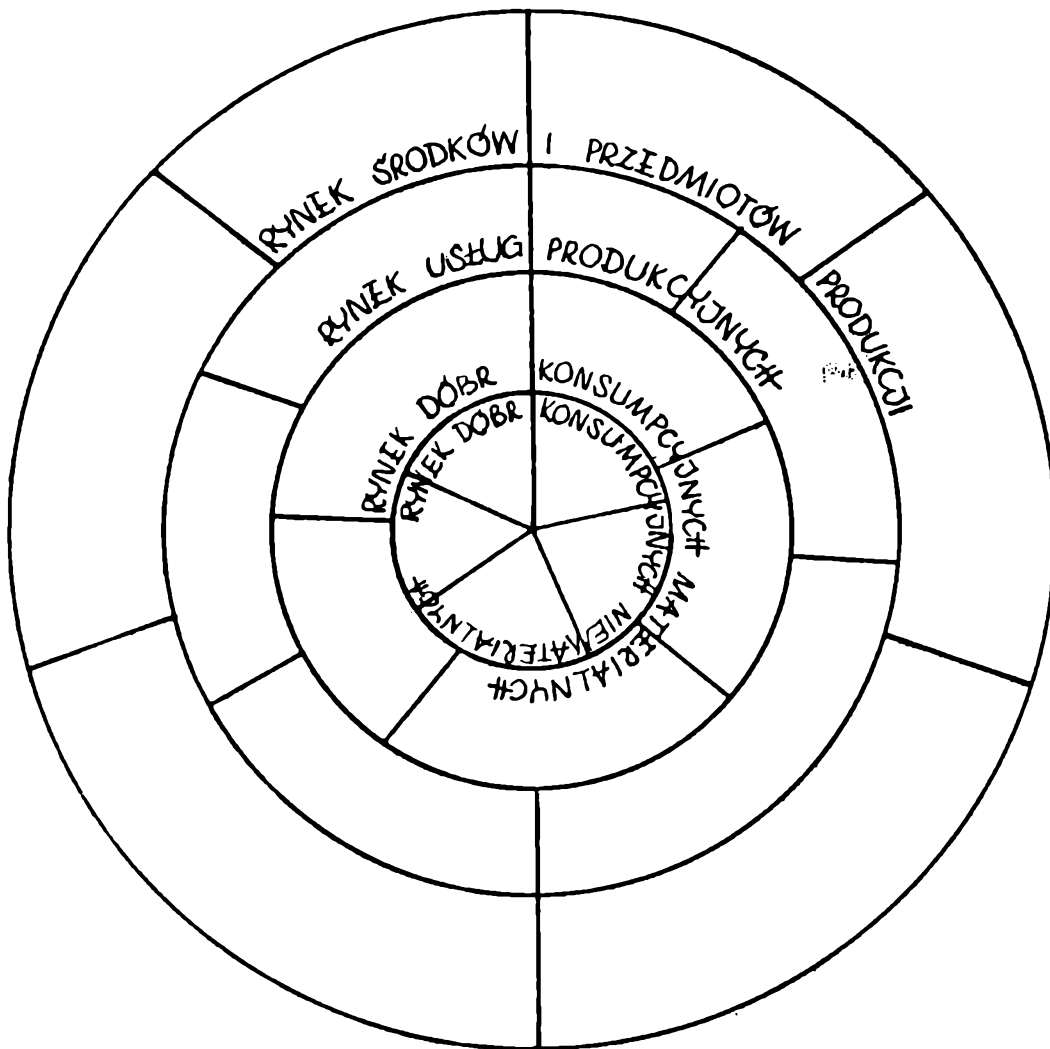 RYNEK ŚRODKÓW I PRZEDMIOTÓW PRODUKCJI
RYNEK USŁUG PRODUKCYJNYCH
RYNEK DÓBR KONSUMPCYJNYCH MATERIALNYCH
RYNEK DÓBR KONSUMPCYJNYCH NIEMATERIALNYCH